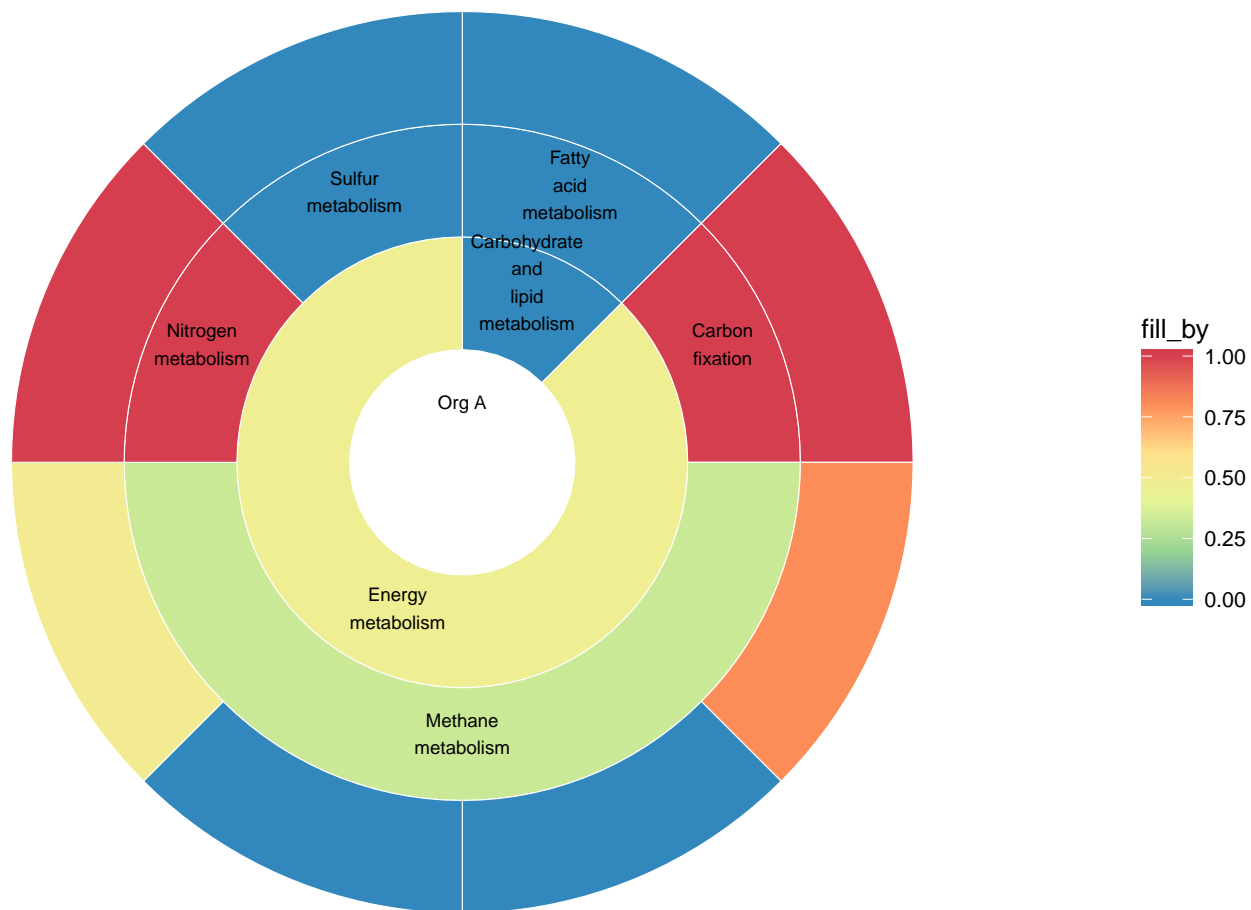 Sulfur
metabolism
Fatty
acid
metabolism
Carbohydrate
and
lipid
metabolism
Nitrogen
metabolism
Carbon
fixation
Org A
Energy
metabolism
Methane
metabolism
fill_by
1.00
0.75
0.50
0.25
0.00